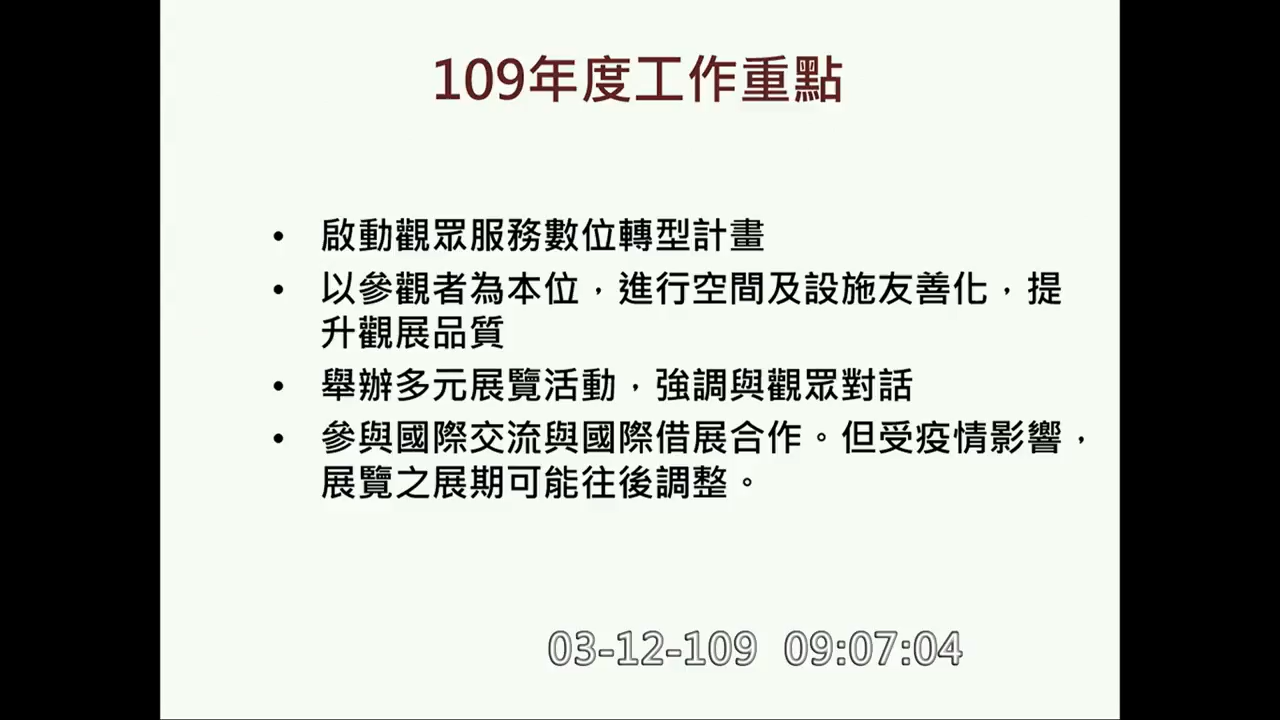 109年度工作重點
• 啟動觀眾服務數位轉型計畫
• 以參觀者為本位，進行空間及設施友善化，提
升觀展品質
• 舉辦多元展覽活動，強調與觀眾對話
• 參與國際交流與國際借展合作。但受疫情影響，
展覽之展期可能往後調整。
03-12-109 09:07:04